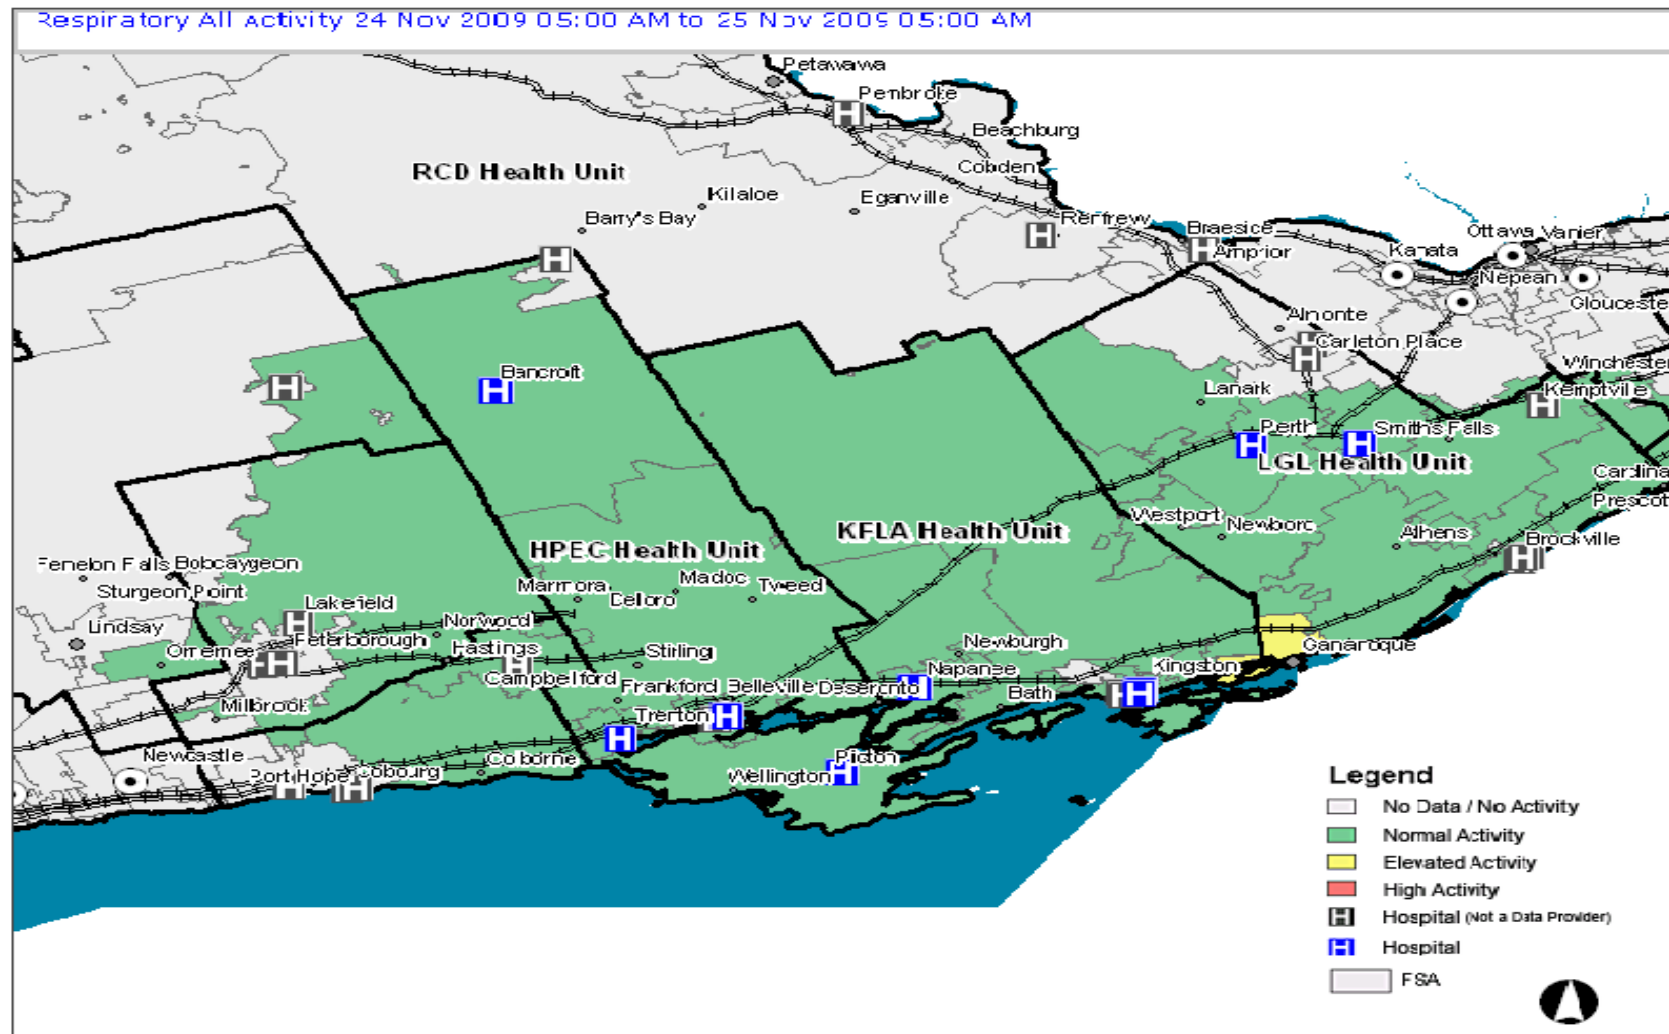 Respiratory All Activity 24 Nov 2009 05:00 AM to 25 Nov 2009 05:00 AM
Petawawa
Pembroke
Beachburg
Cobden
RCD Health Unit
Killaloe
Eganville
Barry's Bay
Renfrew
Braeside
Arnprior
Ottawa
Vanier
Kanata
Nepean
Gloucester
Almonte
Carleton Place
Winchester
Bancroft
Lanark
Kemptville
Perth
Smiths Falls
LGL Health Unit
Cardinal
Prescot
Westport
Newboro
KFLA Health Unit
Athens
Brockville
HPEC Health Unit
Fenelon Falls
Bobcaygeon
Marmora
Madoc
Tweed
Sturgeon Point
Deloro
Lakefield
Lindsay
Norwood
Peterborough
Omemee
Hastings
Stirling
Newburgh
Gananoque
Campbellford
Napanee
Kingston
Frankford
Belleville
Deseronto
Bath
Millbrook
Trenton
Newcastle
Colborne
Picton
Port Hope
Cobourg
Wellington
Legend
No Data / No Activity
Normal Activity
Elevated Activity
High Activity
H Hospital (Not a Data Provider)
H Hospital
FSA